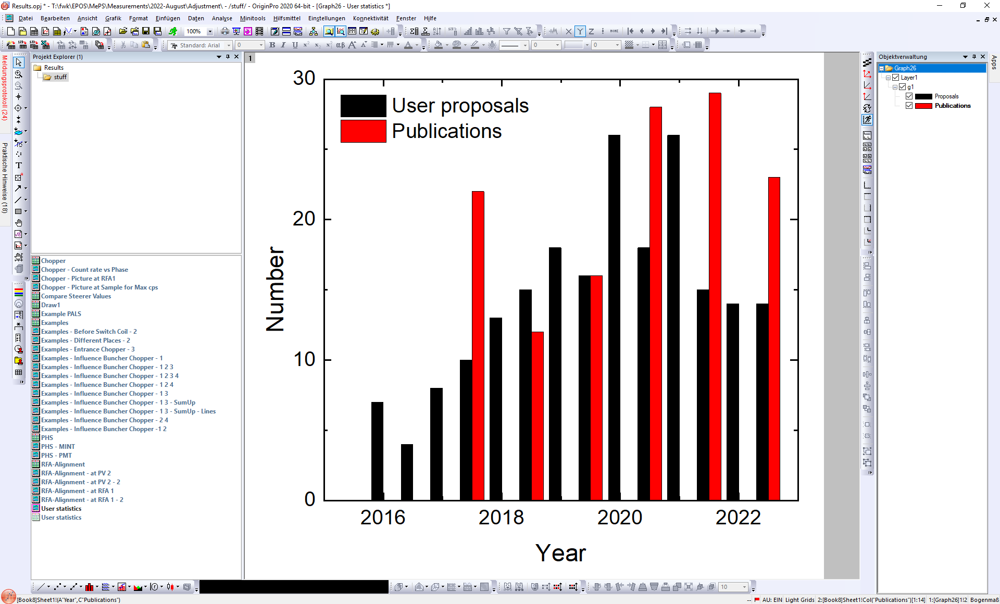 Results.opj * - T:\fwk\EPOS\MePS\Measurements\2022-August\Adjustment\ - /stuff/ - OriginPro 2020 64-bit - [Graph26 - User statistics *]
Datei Bearbeiten Ansicht Grafik Format Einfügen Daten Analyse Minitools Hilfsmittel Einstellungen Konnektivität Fenster Hilfe
100%
Standard: Arial 0 B I U αβ A 0 0
Meldungsprotokoll (24)
Praktische Hinweise (18)
Projekt Explorer (1)
Results
stuff
Chopper
Chopper - Count rate vs Phase
Chopper - Picture at RFA1
Chopper - Picture at Sample for Max cps
Compare Steerer Values
Draw1
Example PALS
Examples
Examples - Before Switch Coil - 2
Examples - Different Places - 2
Examples - Entrance Chopper - 3
Examples - Influence Buncher Chopper - 1
Examples - Influence Buncher Chopper - 1 2 3
Examples - Influence Buncher Chopper - 1 2 3 4
Examples - Influence Buncher Chopper - 1 2 4
Examples - Influence Buncher Chopper - 1 3
Examples - Influence Buncher Chopper - 1 3 - SumUp
Examples - Influence Buncher Chopper - 1 3 - SumUp - Lines
Examples - Influence Buncher Chopper - 2 4
Examples - Influence Buncher Chopper -1 2
PHS
PHS - MINT
PHS - PMT
RFA-Alignment
RFA-Alignment - at PV 2
RFA-Alignment - at PV 2 - 2
RFA-Alignment - at RFA 1
RFA-Alignment - at RFA 1 - 2
User statistics
User statistics
1
30
20
10
0
Number
User proposals
Publications
2016 2018 2020 2022
Year
Objektverwaltung
Graph26
Layer1
g1
Proposals
Publications
Apps
10
[Book8]Sheet1!(A"Year",C"Publications")
-- AU: EIN Light Grids 2:[Book8]Sheet1!Col("Publications")[1:14] 1:[Graph26]1!2 Bogenmaß